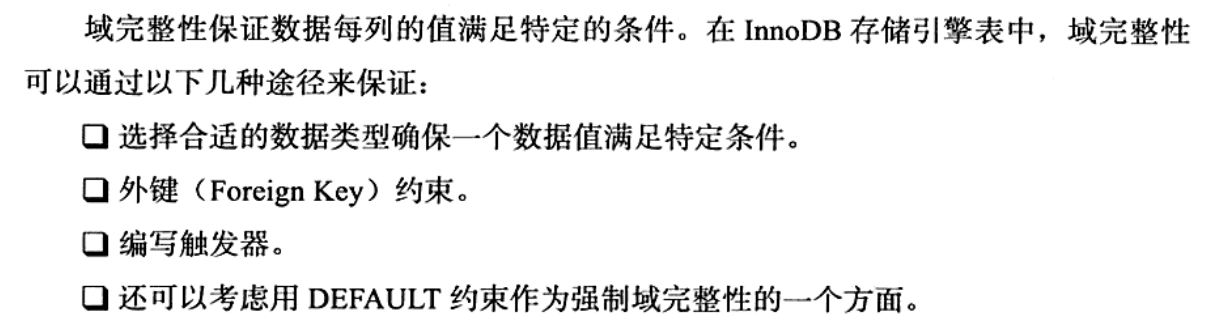 域完整性保证数据每列的值满足特定的条件。在 InnoDB 存储引擎表中，域完整性
可以通过以下几种途径来保证：
❑ 选择合适的数据类型确保一个数据值满足特定条件。
❑ 外键（Foreign Key）约束。
❑ 编写触发器。
❑ 还可以考虑用 DEFAULT 约束作为强制域完整性的一个方面。